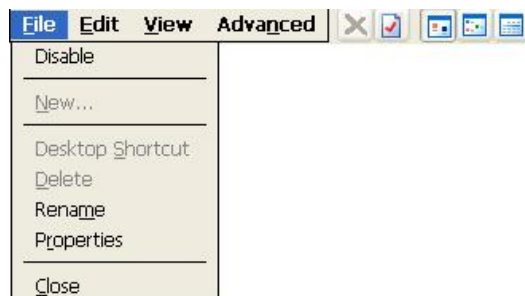 File Edit View Advanced
Disable
New...
Desktop Shortcut
Delete
Rename
Properties
Close